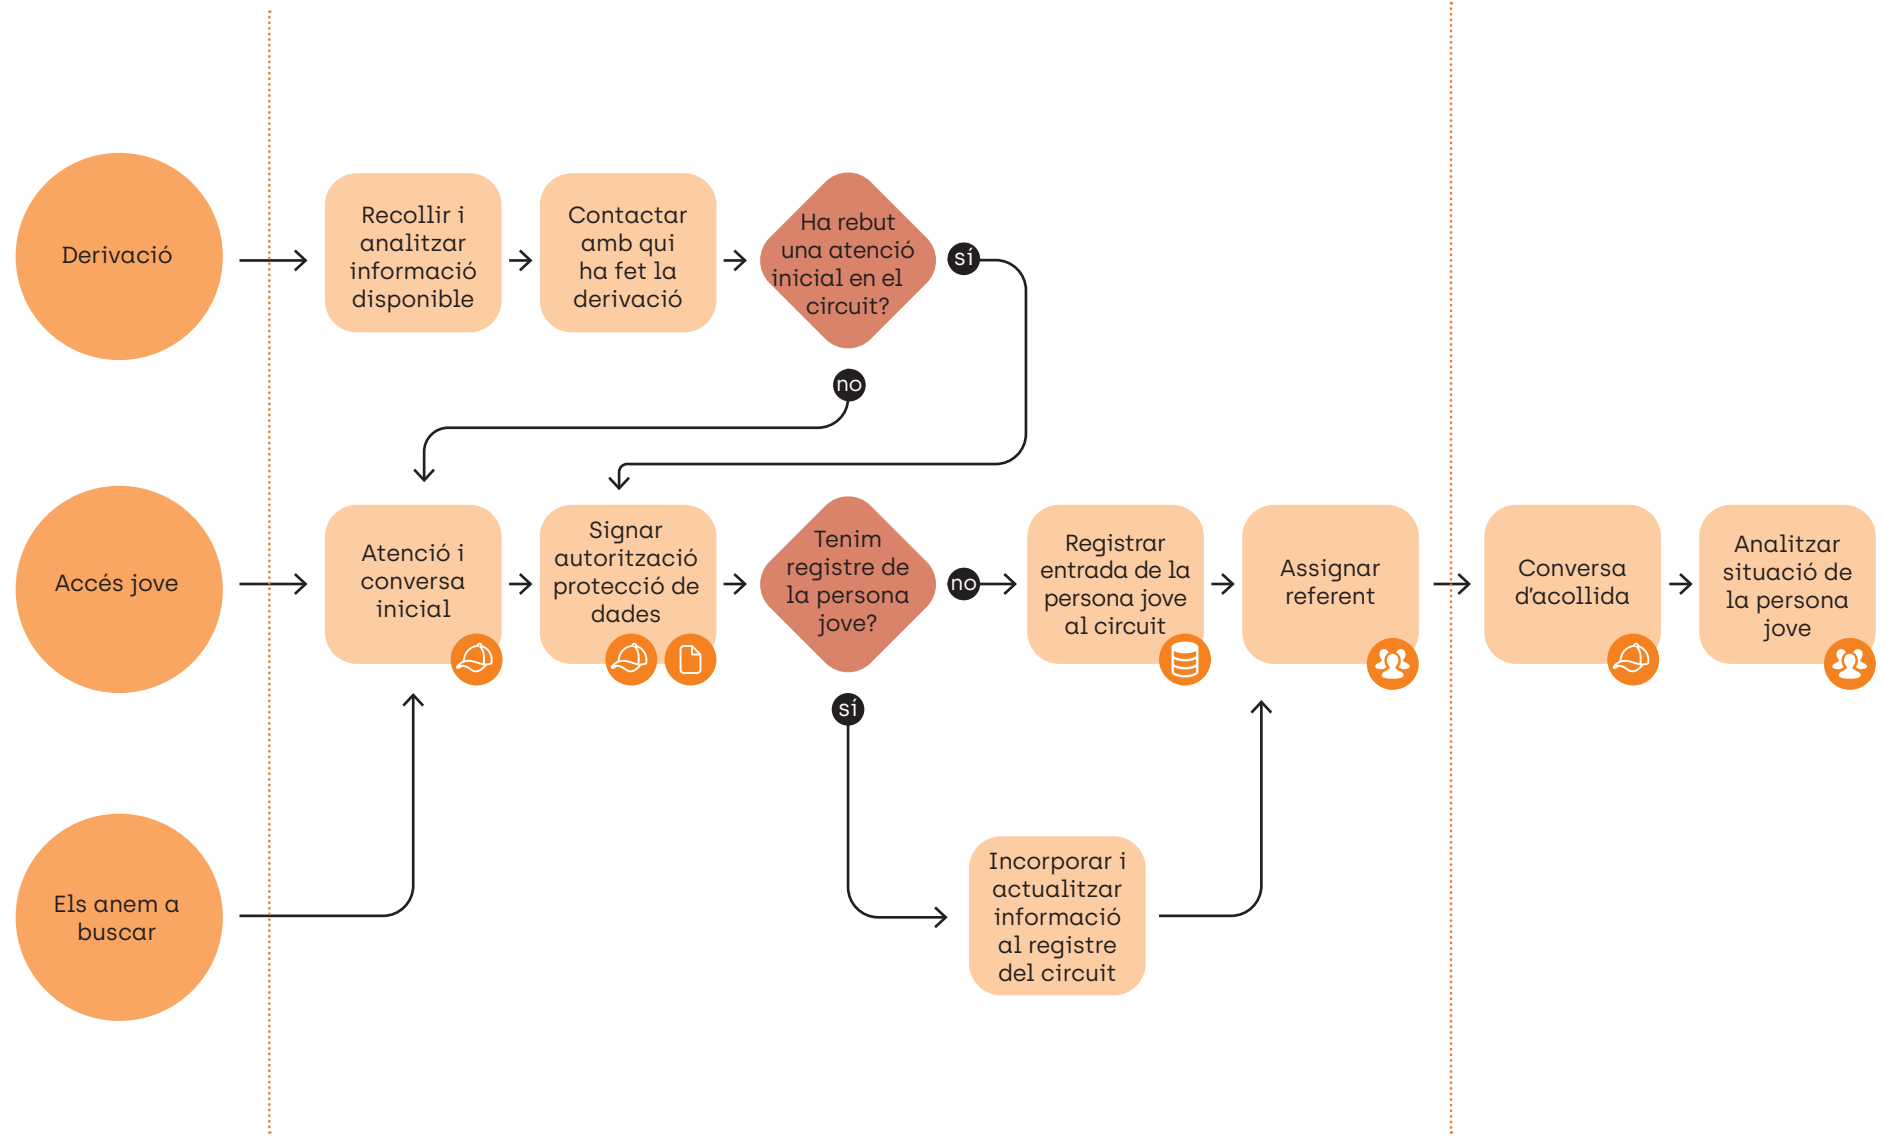 Derivació
Recollir i
analitzar
informació
disponible
Contactar
amb qui
ha fet la
derivació
Ha rebut
una atenció
inicial en el
circuit?
sí
no
Accés jove
Atenció i
conversa
inicial
Signar
autorització
protecció de
dades
Tenim
registre de
la persona
jove?
no
Registrar
entrada de la
persona jove
al circuit
Assignar
referent
Conversa
d'acollida
Analitzar
situació de
la persona
jove
sí
Els anem a
buscar
Incorporar i
actualitzar
informació
al registre
del circuit